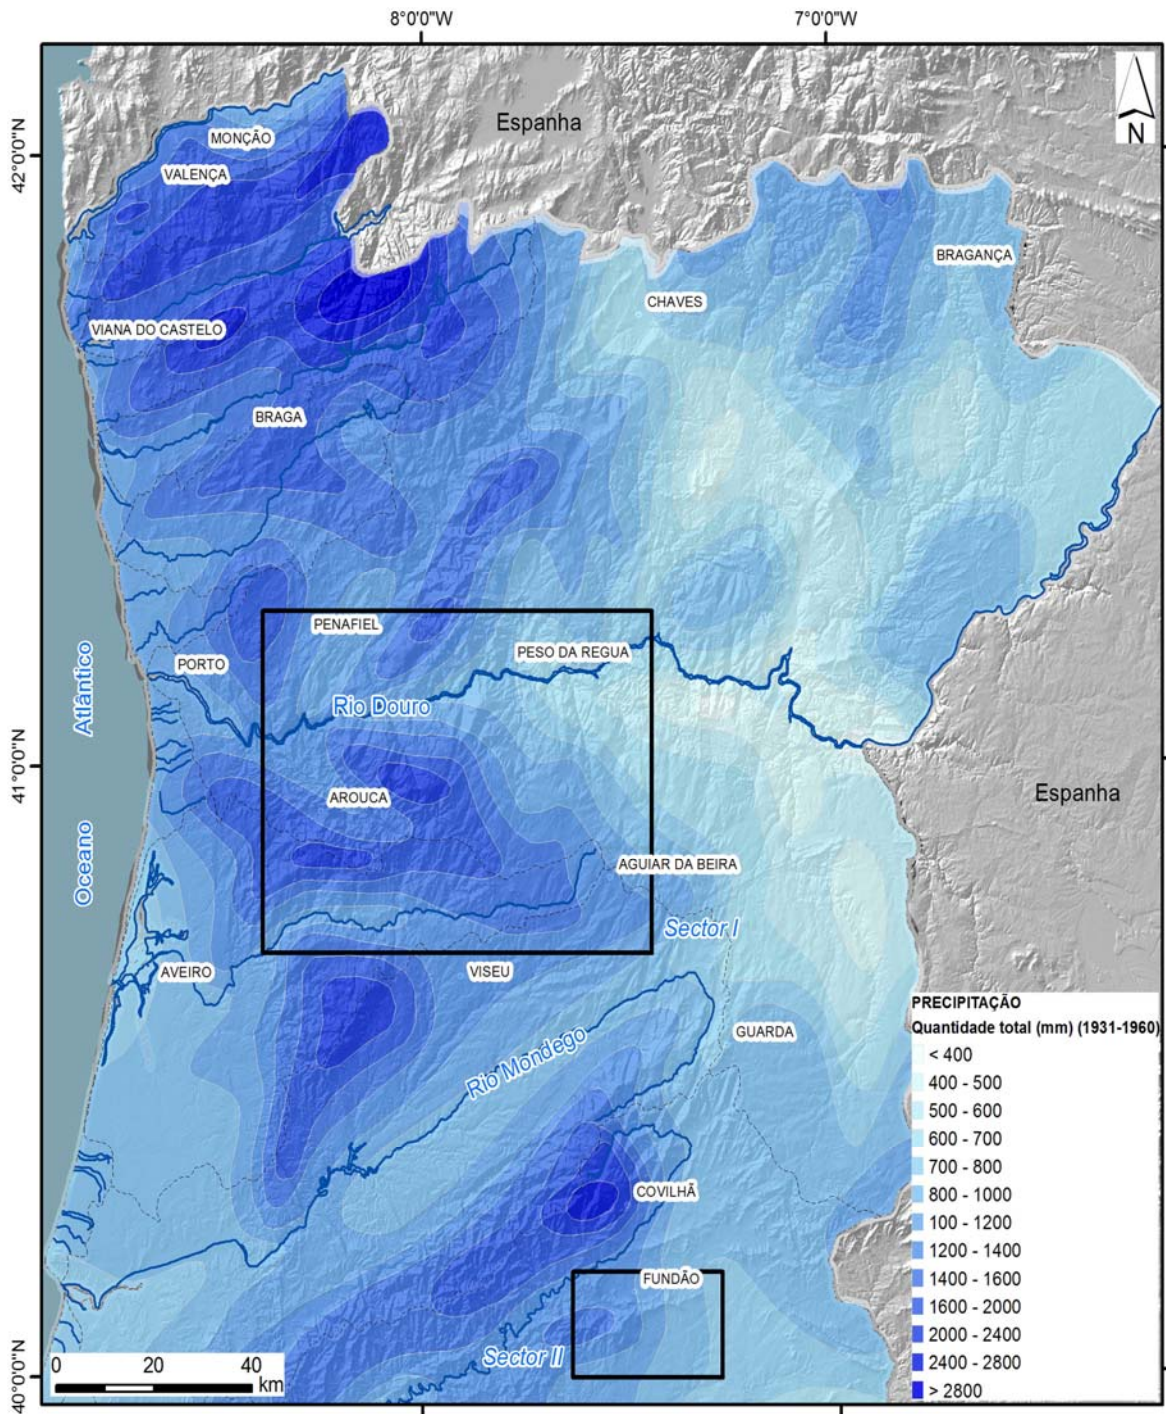 8°0'0"W
7°0'0"W
Espanha
N
MONÇÃO
42°0'0"N
VALENÇA
BRAGANÇA
CHAVES
VIANA DO CASTELO
BRAGA
PENAFIEL
PESO DA REGUA
PORTO
Rio Douro
Oceano Atlântico
41°0'0"N
Espanha
AROUCA
AGUIAR DA BEIRA
Sector I
AVEIRO
VISEU
GUARDA
Rio Mondego
COVILHÃ
FUNDÃO
Sector II
40°0'0"N
0 20 40
km
PRECIPITAÇÃO
Quantidade total (mm) (1931-1960)
< 400
400 - 500
500 - 600
600 - 700
700 - 800
800 - 1000
100 - 1200
1200 - 1400
1400 - 1600
1600 - 2000
2000 - 2400
2400 - 2800
> 2800